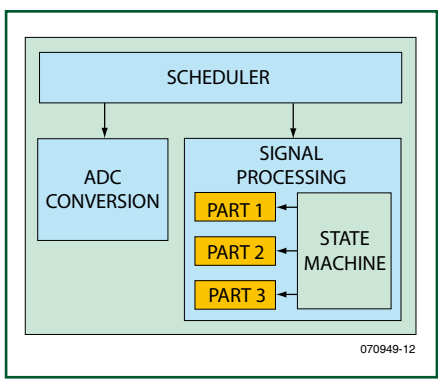 SCHEDULER
ADC
CONVERSION
SIGNAL
PROCESSING
PART 1
PART 2
PART 3
STATE
MACHINE
070949-12